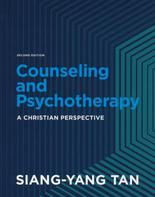 SECOND EDITION
Counseling
and
Psychotherapy
A CHRISTIAN PERSPECTIVE
SIANG-YANG TAN